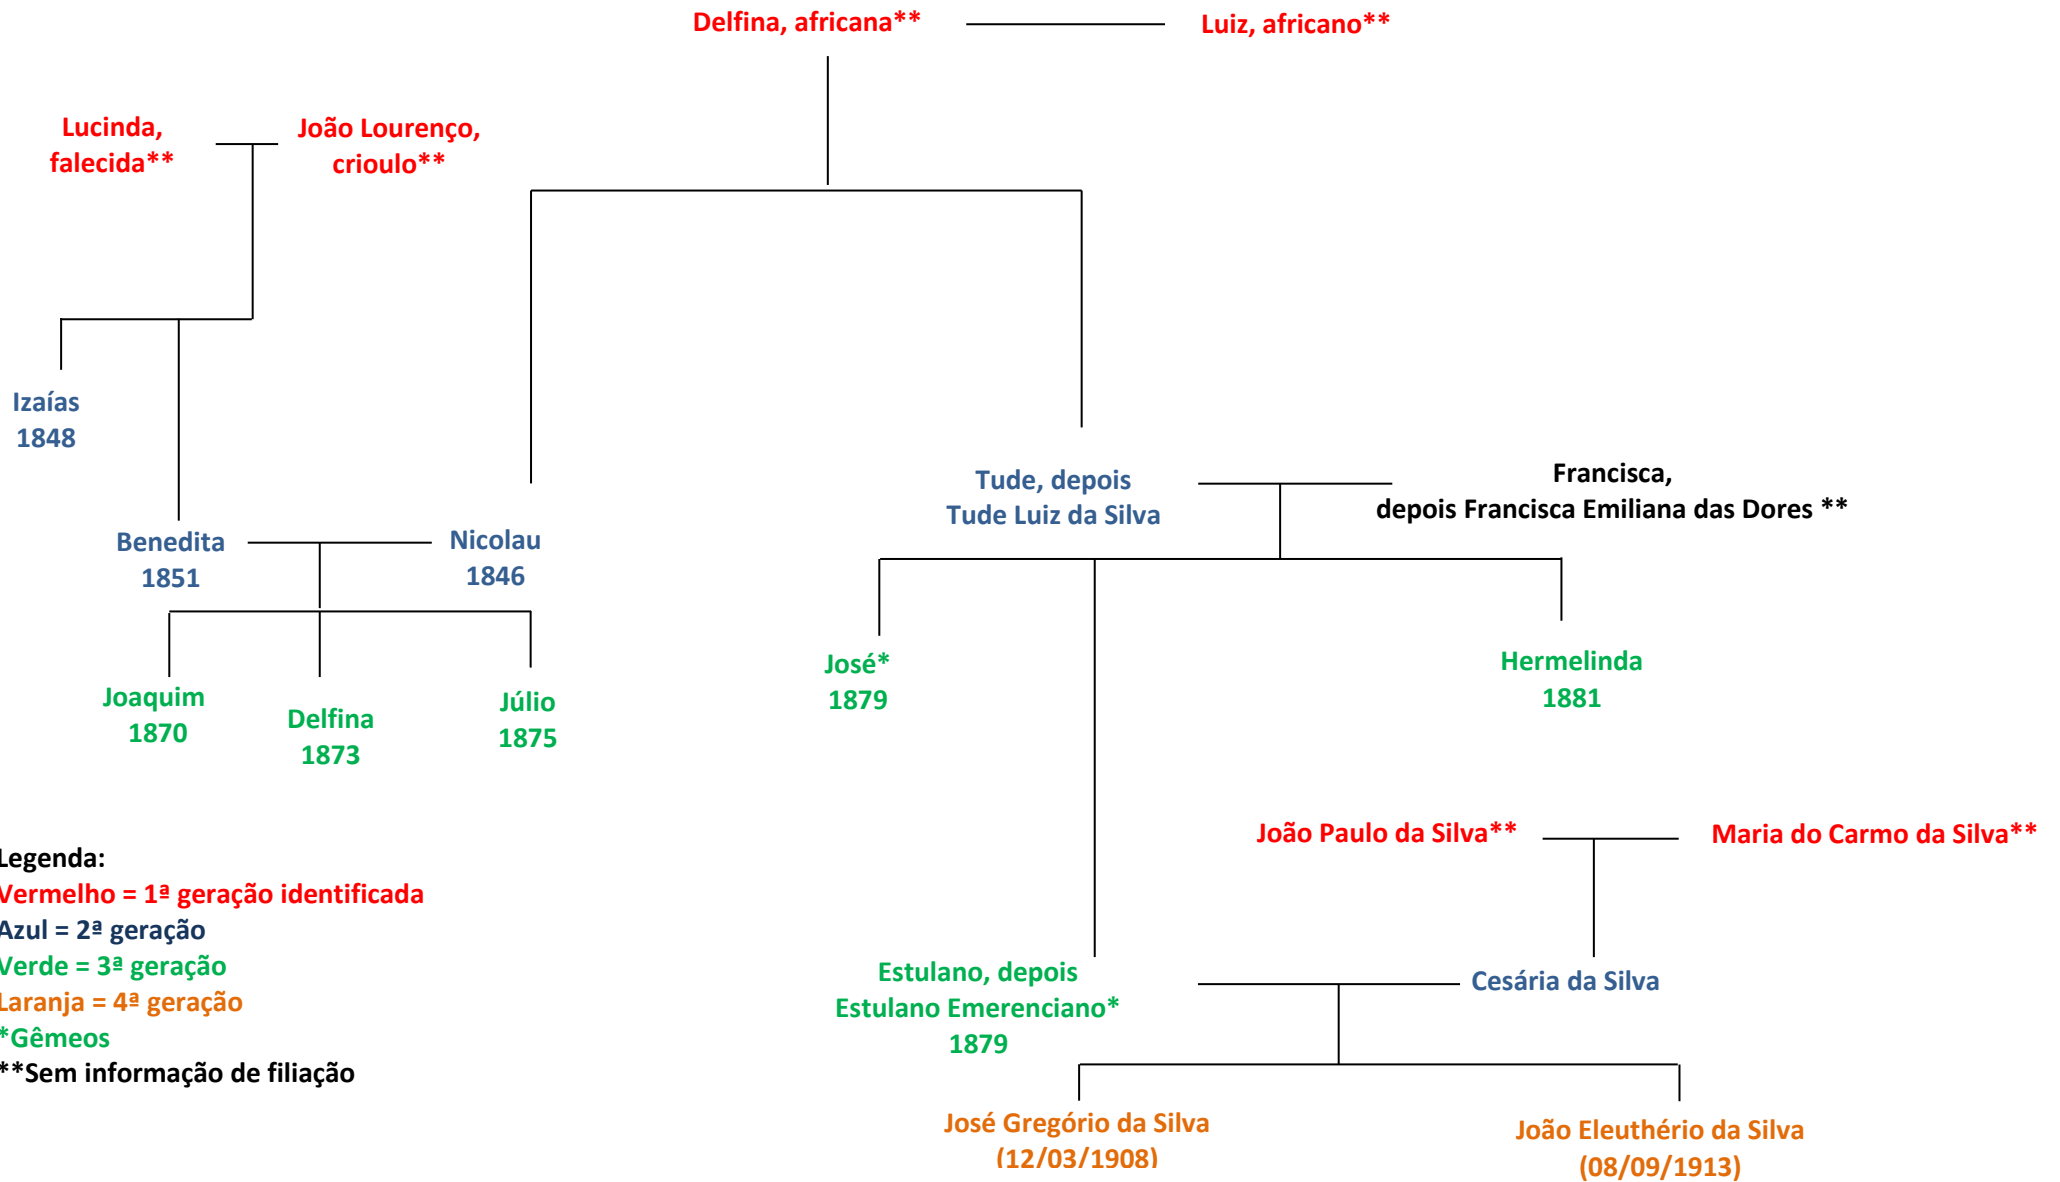 Delfina, africana**
Luiz, africano**
Lucinda,
falecida**
João Lourenço,
crioulo**
Izaías
1848
Benedita
1851
Nicolau
1846
Tude, depois
Tude Luiz da Silva
Francisca,
depois Francisca Emiliana das Dores **
Joaquim
1870
Delfina
1873
Júlio
1875
José*
1879
Hermelinda
1881
João Paulo da Silva**
Maria do Carmo da Silva**
Estulano, depois
Estulano Emerenciano*
1879
Cesária da Silva
José Gregório da Silva
(12/03/1908)
João Eleuthério da Silva
(08/09/1913)
Legenda:
Vermelho = 1ª geração identificada
Azul = 2ª geração
Verde = 3ª geração
Laranja = 4ª geração
*Gêmeos
**Sem informação de filiação